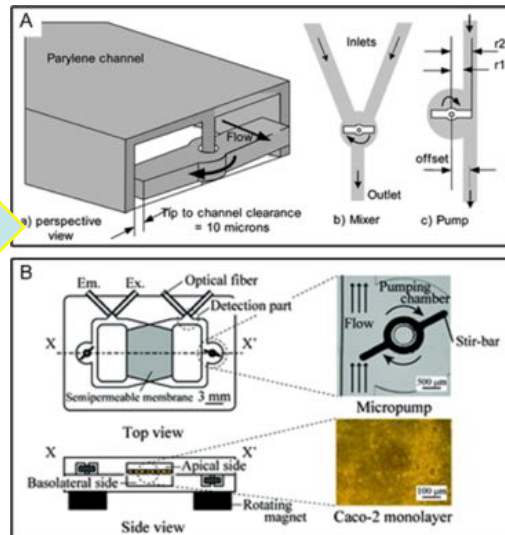 A
Parylene channel
Flow
a) perspective
view
Tip to channel clearance
= 10 microns
Inlets
Outlet
b) Mixer
r2
r1
offset
c) Pump
B
Em.
Ex.
Optical fiber
Detection part
X
X'
Semipermeable membrane
3 mm
Top view
Pumping
chamber
Flow
Stir-bar
500 μm
Micropump
X
X'
Apical side
Basolateral side
Rotating
magnet
Side view
100 μm
Caco-2 monolayer